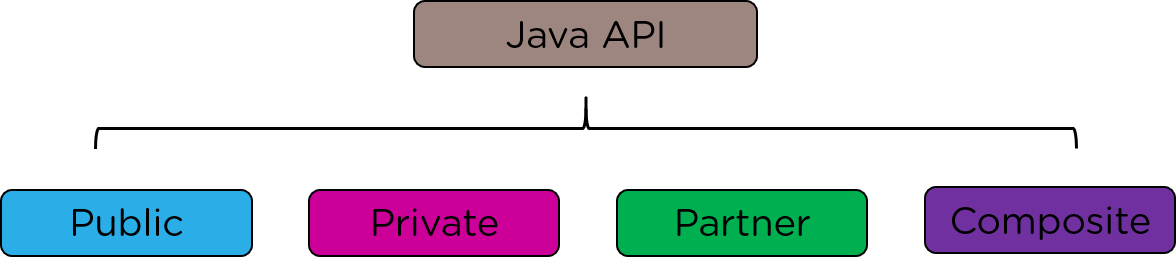 Java API
Public
Private
Partner
Composite